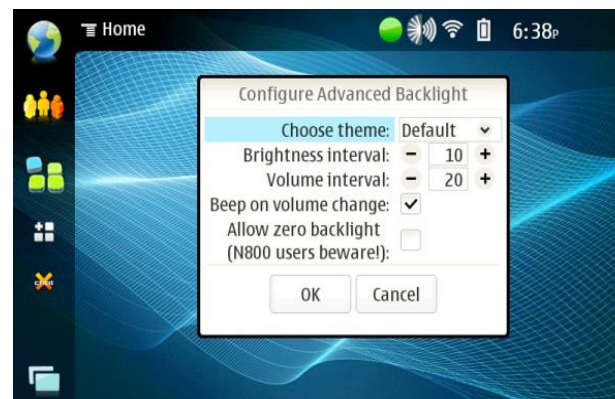 Home
6:38P
Configure Advanced Backlight
Choose theme: Default
Brightness interval: - 10 +
Volume interval: - 20 +
Beep on volume change:
Allow zero backlight
(N800 users beware!):
OK Cancel